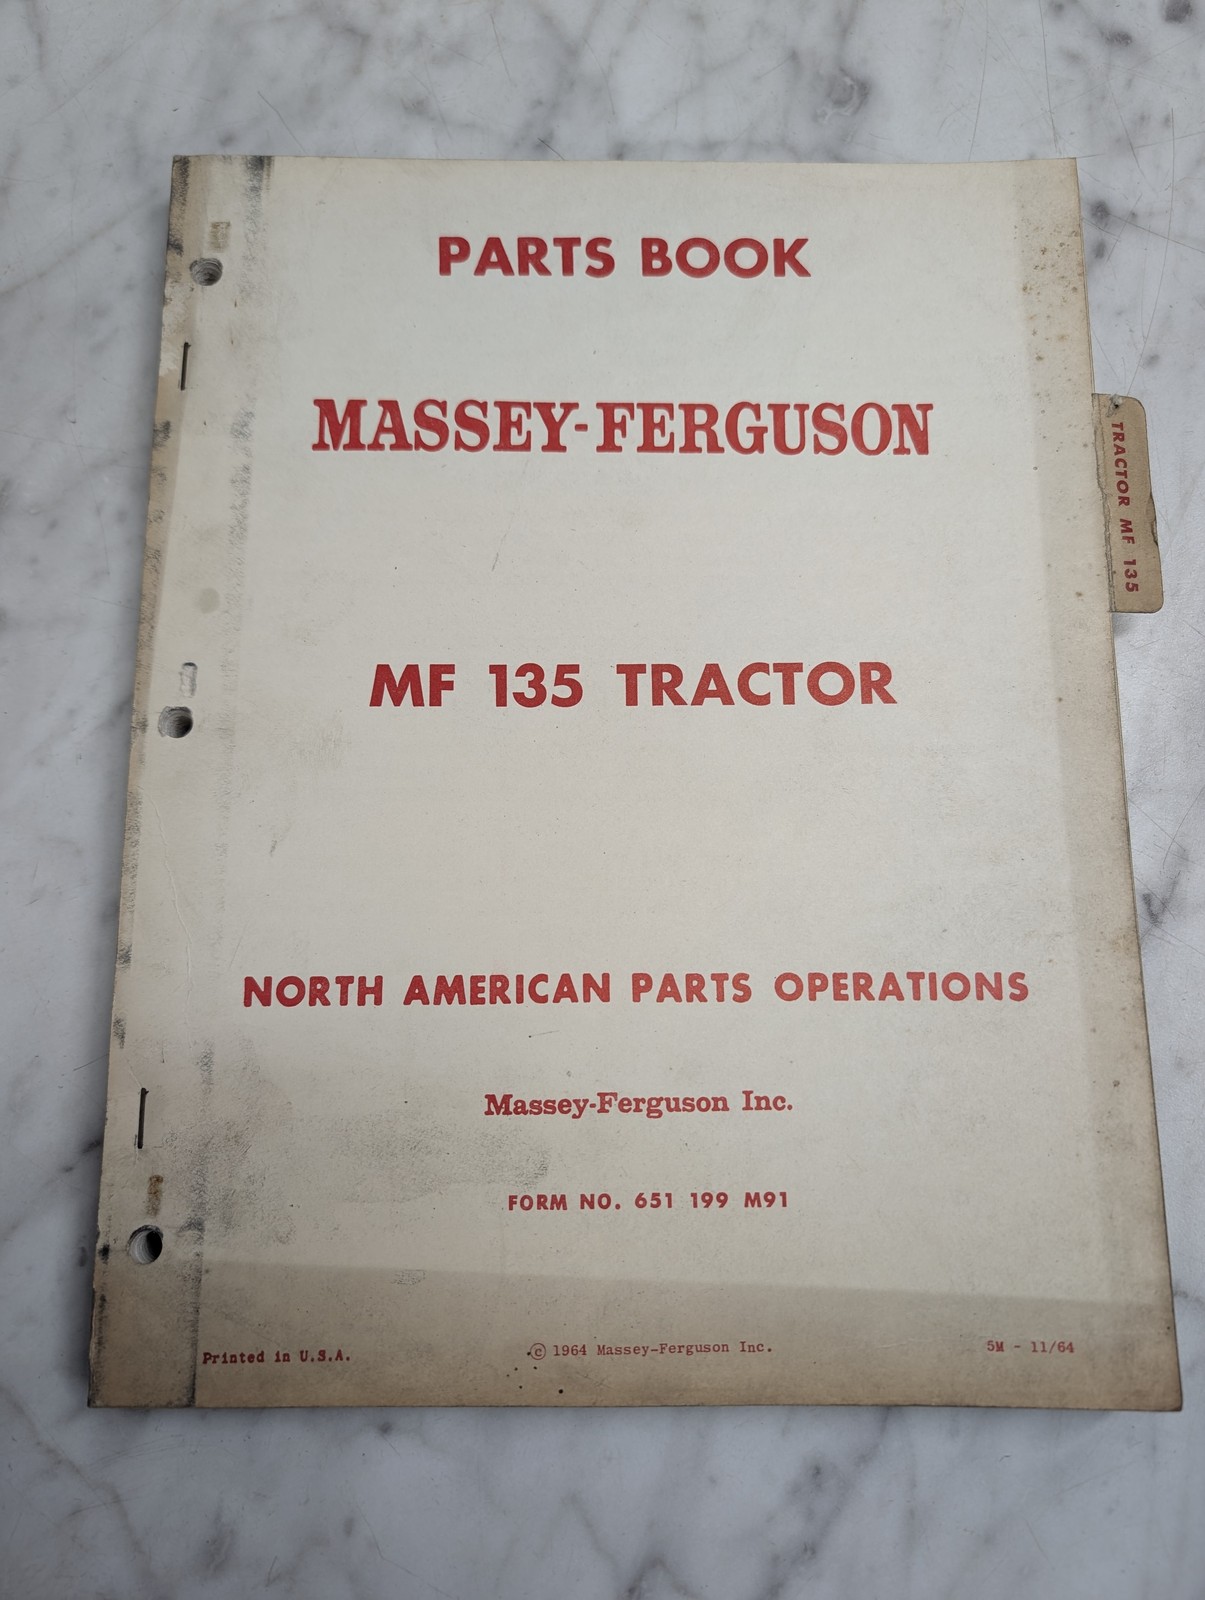 PARTS BOOK
MASSEY-FERGUSON
TRACTOR MF 135
MF 135 TRACTOR
NORTH AMERICAN PARTS OPERATIONS
Massey-Ferguson Inc.
FORM NO. 651 199 M91
Printed in U.S.A.
© 1964 Massey-Ferguson Inc.
5M - 11/64